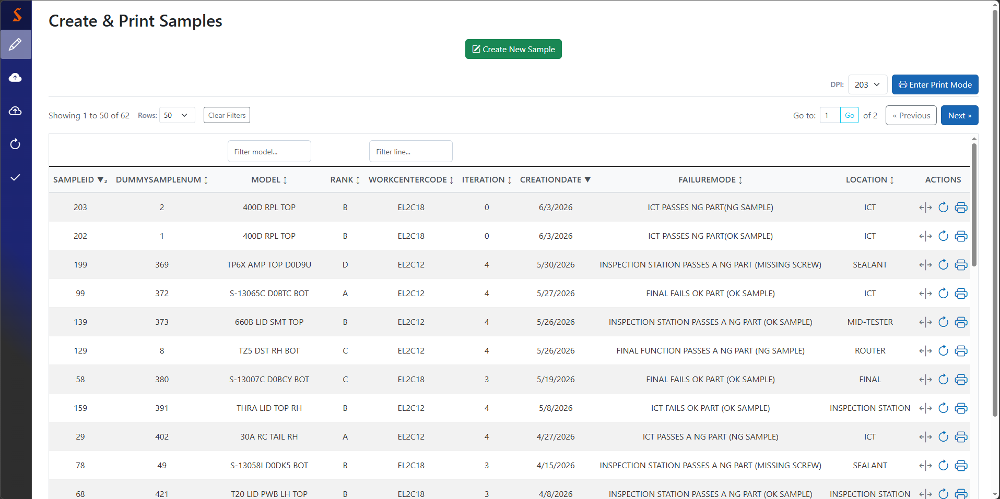 Create & Print Samples
Create New Sample
DPI: 203 Enter Print Mode
Showing 1 to 50 of 62 Rows: 50 Clear Filters Go to: 1 Go of 2 « Previous Next »
Filter model... Filter line...
SAMPLEID ▼2 DUMMYSAMPLENUM ↕ MODEL ↕ RANK ↕ WORKCENTERCODE ↕ ITERATION ↕ CREATIONDATE ▼ FAILUREMODE ↕ LOCATION ↕ ACTIONS
203 2 400D RPL TOP B EL2C18 0 6/3/2026 ICT PASSES NG PART(NG SAMPLE) ICT
202 1 400D RPL TOP B EL2C18 0 6/3/2026 ICT PASSES NG PART(OK SAMPLE) ICT
199 369 TP6X AMP TOP D0D9U D EL2C12 4 5/30/2026 INSPECTION STATION PASSES A NG PART (MISSING SCREW) SEALANT
99 372 S-13065C D0BTC BOT A EL2C12 4 5/27/2026 FINAL FAILS OK PART (OK SAMPLE) ICT
139 373 660B LID SMT TOP B EL2C12 4 5/26/2026 INSPECTION STATION PASSES A NG PART (OK SAMPLE) MID-TESTER
129 8 TZ5 DST RH BOT C EL2C12 4 5/26/2026 FINAL FUNCTION PASSES A NG PART (NG SAMPLE) ROUTER
58 380 S-13007C D0BCY BOT C EL2C18 3 5/19/2026 FINAL FAILS OK PART (OK SAMPLE) FINAL
159 391 THRA LID TOP RH B EL2C12 4 5/8/2026 ICT FAILS OK PART (OK SAMPLE) INSPECTION STATION
29 402 30A RC TAIL RH A EL2C12 4 4/27/2026 ICT PASSES A NG PART (NG SAMPLE) ICT
78 49 S-13058I D0DK5 BOT B EL2C18 3 4/15/2026 INSPECTION STATION PASSES A NG PART (MISSING SCREW) SEALANT
68 421 T20 LID PWB LH TOP B EL2C18 3 4/8/2026 INSPECTION STATION PASSES A NG PART (OK SAMPLE) INSPECTION STATION